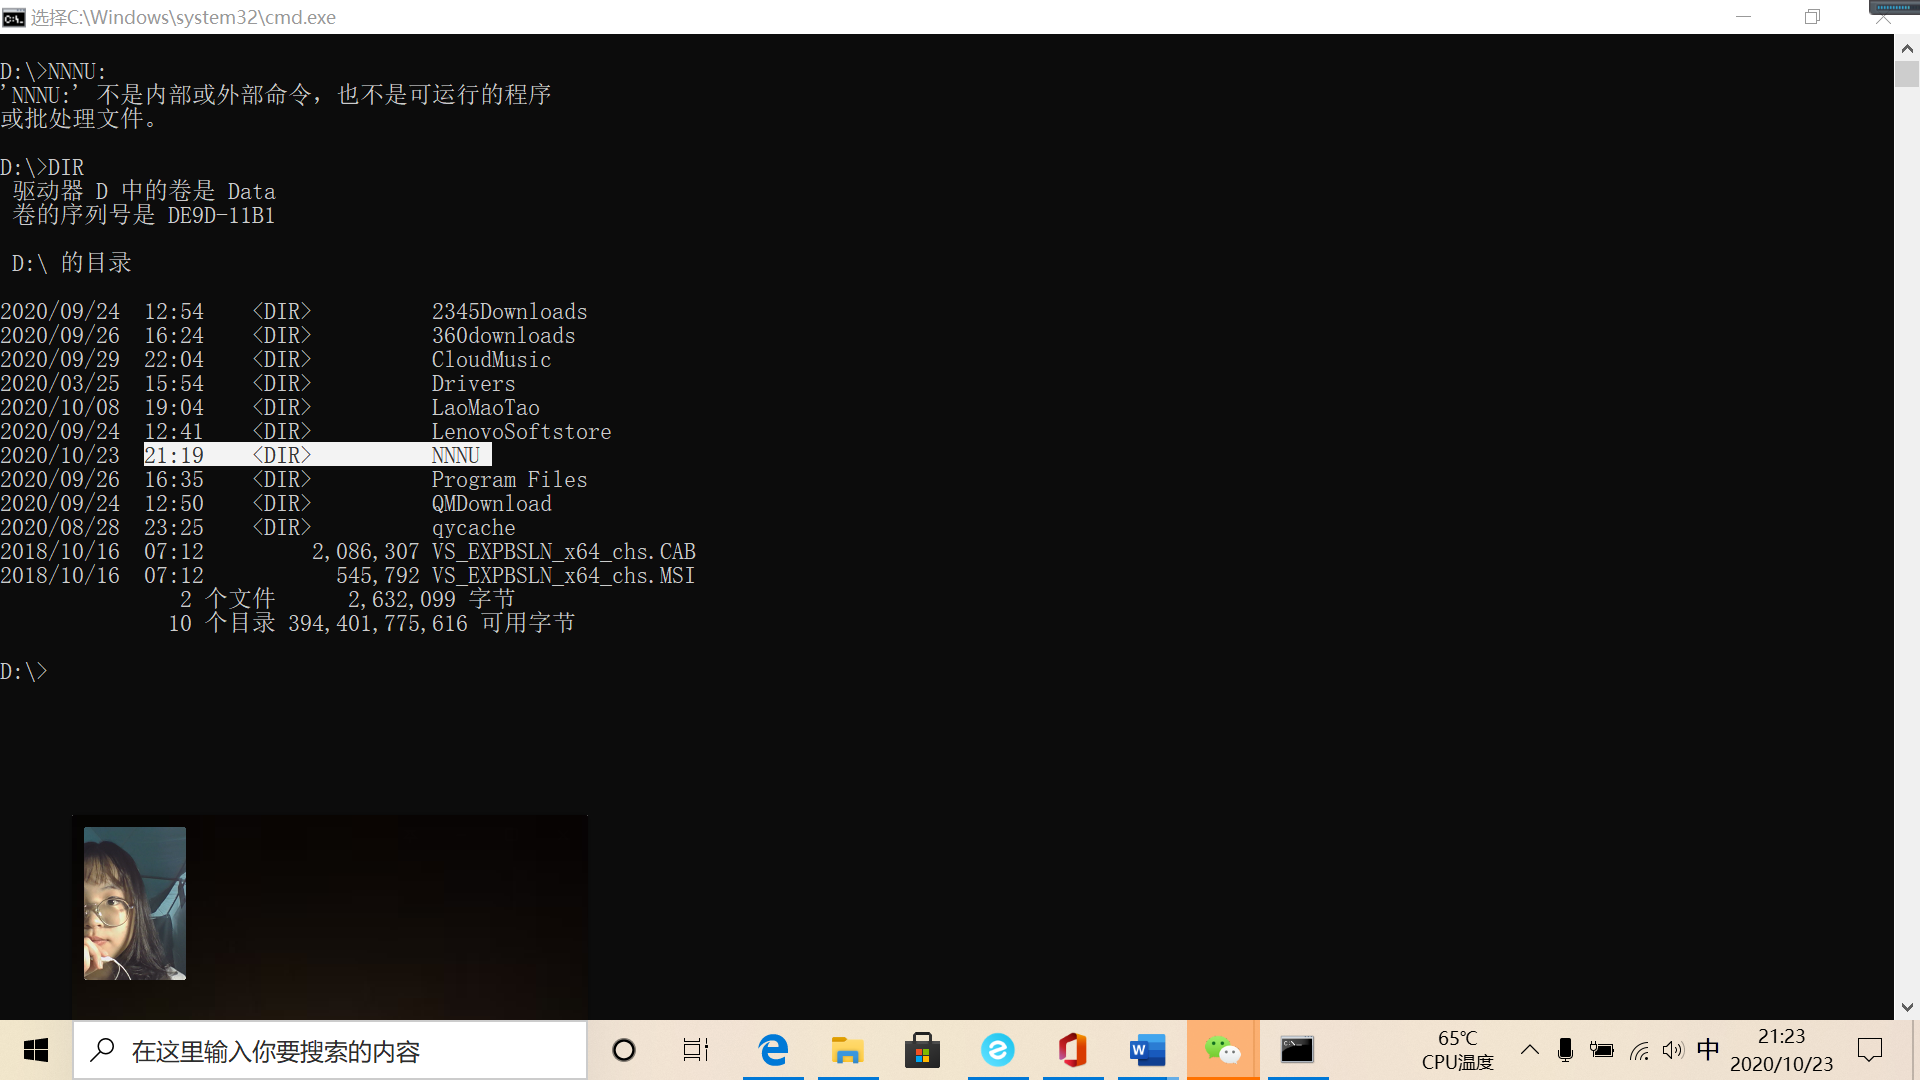 选择C:\Windows\system32\cmd.exe
D:\>NNNU:
'NNNU:' 不是内部或外部命令，也不是可运行的程序
或批处理文件。
D:\>DIR
驱动器 D 中的卷是 Data
卷的序列号是 DE9D-11B1
D:\ 的目录
2020/09/24  12:54    <DIR>          2345Downloads
2020/09/26  16:24    <DIR>          360downloads
2020/09/29  22:04    <DIR>          CloudMusic
2020/03/25  15:54    <DIR>          Drivers
2020/10/08  19:04    <DIR>          LaoMaoTao
2020/09/24  12:41    <DIR>          LenovoSoftstore
2020/10/23  21:19    <DIR>          NNNU
2020/09/26  16:35    <DIR>          Program Files
2020/09/24  12:50    <DIR>          QMDownload
2020/08/28  23:25    <DIR>          qycache
2018/10/16  07:12         2,086,307 VS_EXPBSLN_x64_chs.CAB
2018/10/16  07:12           545,792 VS_EXPBSLN_x64_chs.MSI
2 个文件      2,632,099 字节
10 个目录 394,401,775,616 可用字节
D:\>
在这里输入你要搜索的内容
65℃
CPU温度
中
21:23
2020/10/23